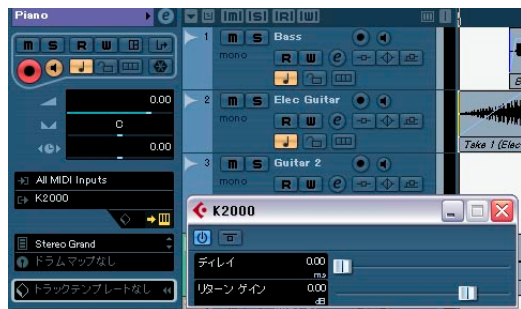 Piano
e
m S R W
0.00
C
0.00
All MIDI Inputs
K2000
Stereo Grand
ドラムマップなし
トラックテンプレートなし
m S R W
1 m S Bass
mono R W e
2 m S Elec Guitar
mono R W e
3 m S Guitar 2
mono R W e
Take 1 (Elec
K2000
ディレイ 0.00
ms
リターン ゲイン 0.00
dB